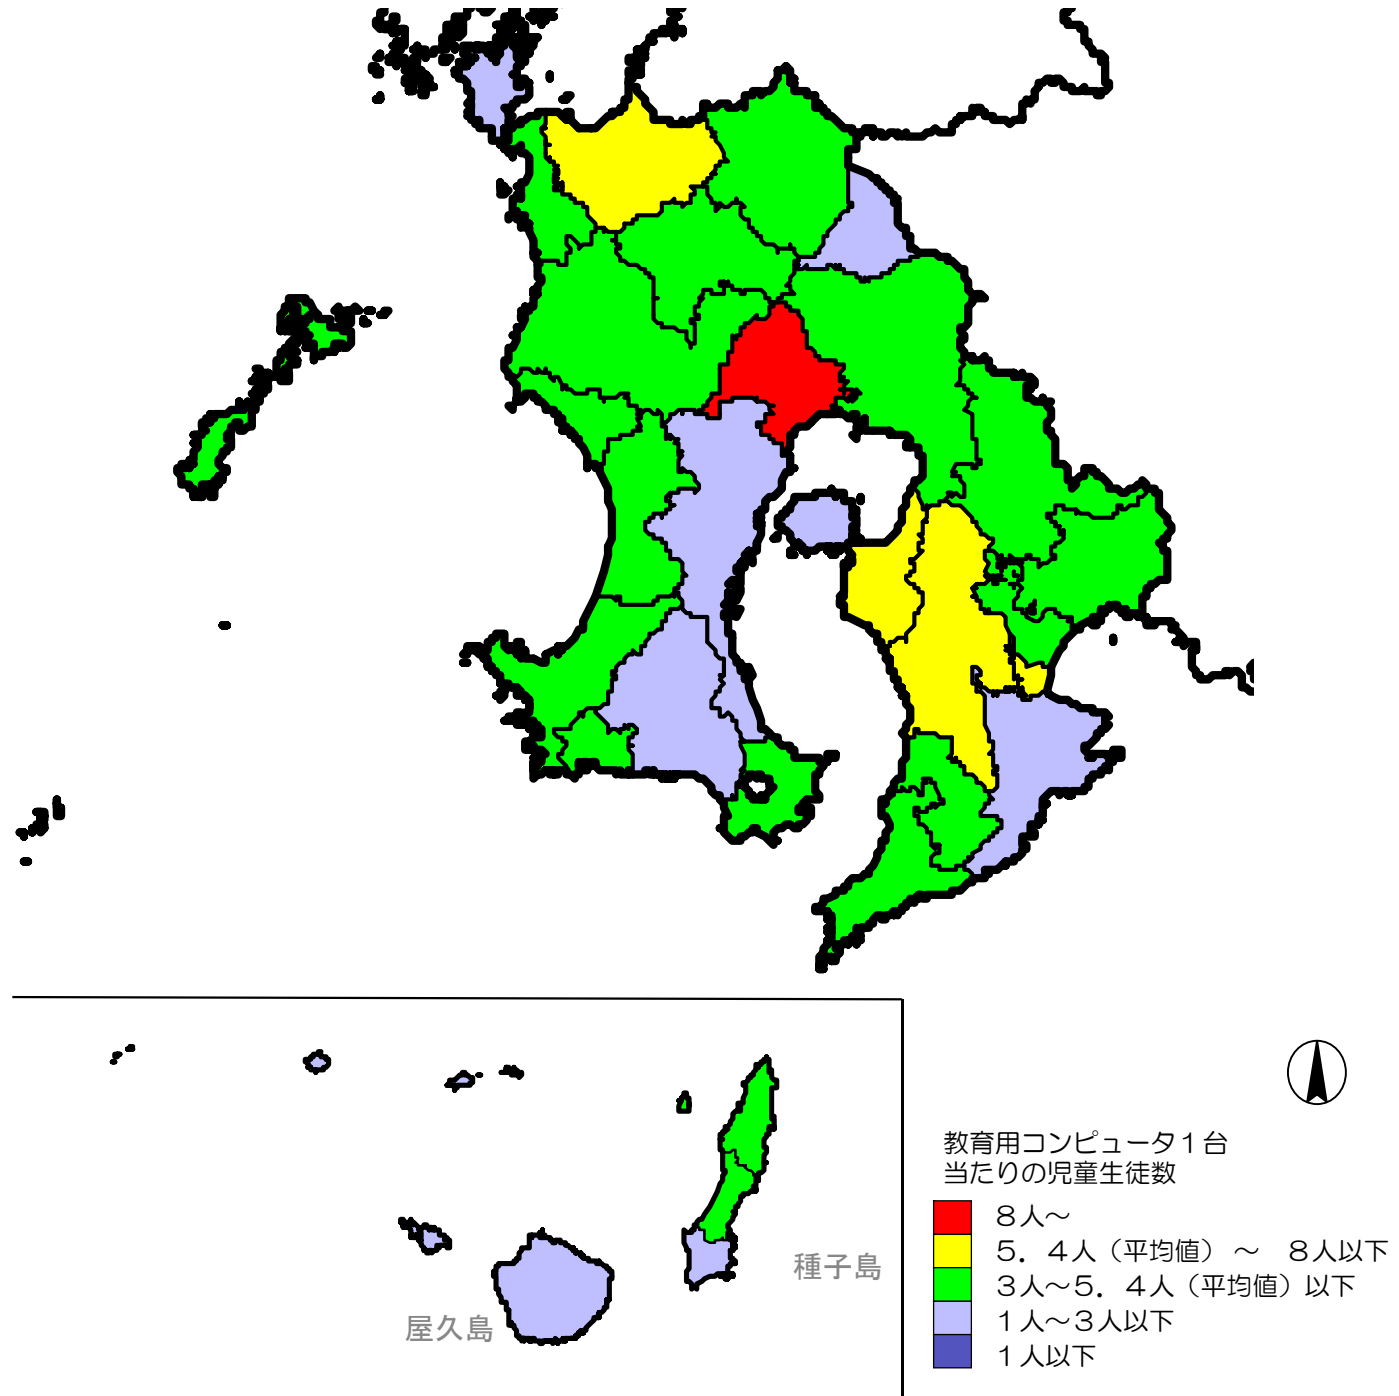 種子島
屋久島
教育用コンピュータ１台
当たりの児童生徒数
８人～
５．４人（平均値）～　８人以下
３人～５．４人（平均値）以下
１人～３人以下
１人以下